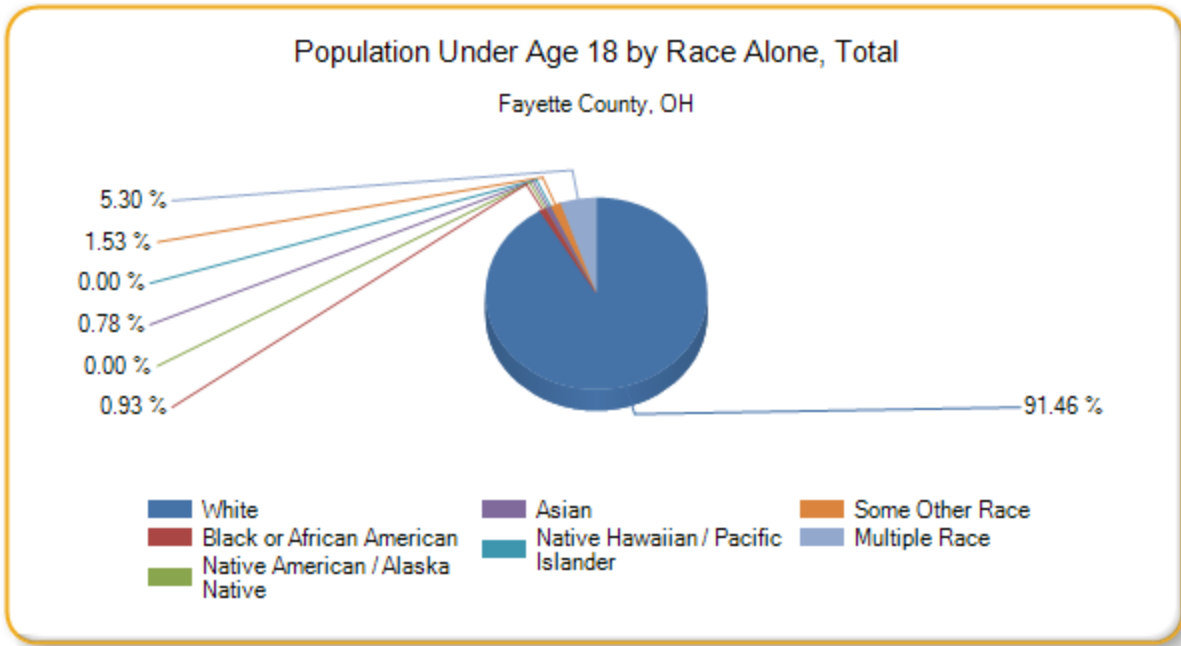 Population Under Age 18 by Race Alone, Total
Fayette County, OH
5.30 %
1.53 %
0.00 %
0.78 %
0.00 %
0.93 %
91.46 %
White
Black or African American
Native American / Alaska
Native
Asian
Native Hawaiian / Pacific
Islander
Some Other Race
Multiple Race